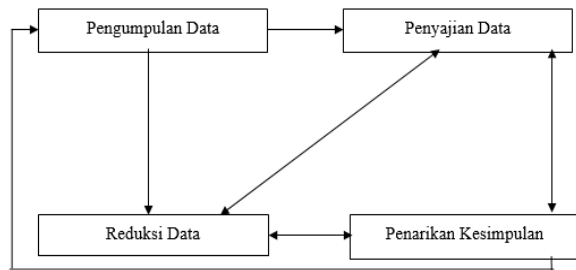 Pengumpulan Data
Penyajian Data
Reduksi Data
Penarikan Kesimpulan